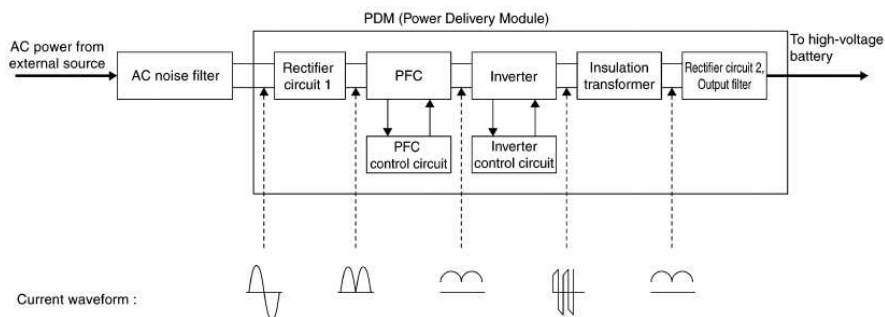 PDM (Power Delivery Module)
AC power from
external source
To high-voltage
battery
AC noise filter
Rectifier
circuit 1
PFC
Inverter
Insulation
transformer
Rectifier circuit 2,
Output filter
PFC
control circuit
Inverter
control circuit
Current waveform :